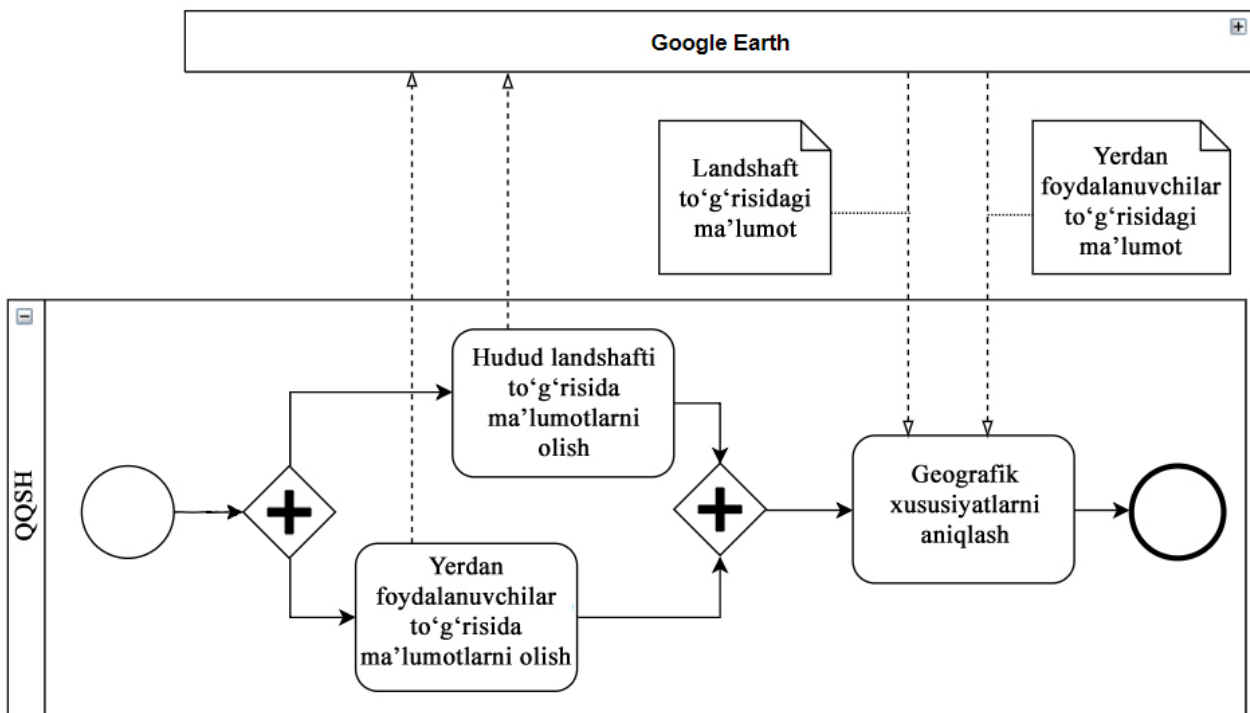 Google Earth
Landshaft
to‘g‘risidagi
ma’lumot
Yerdan
foydalanuvchilar
to‘g‘risidagi
ma’lumot
QQSH
Hudud landshafti
to‘g‘risida
ma’lumotlarni
olish
Yerdan
foydalanuvchilar
to‘g‘risida
ma’lumotlarni olish
Geografik
xususiyatlarni
aniqlash